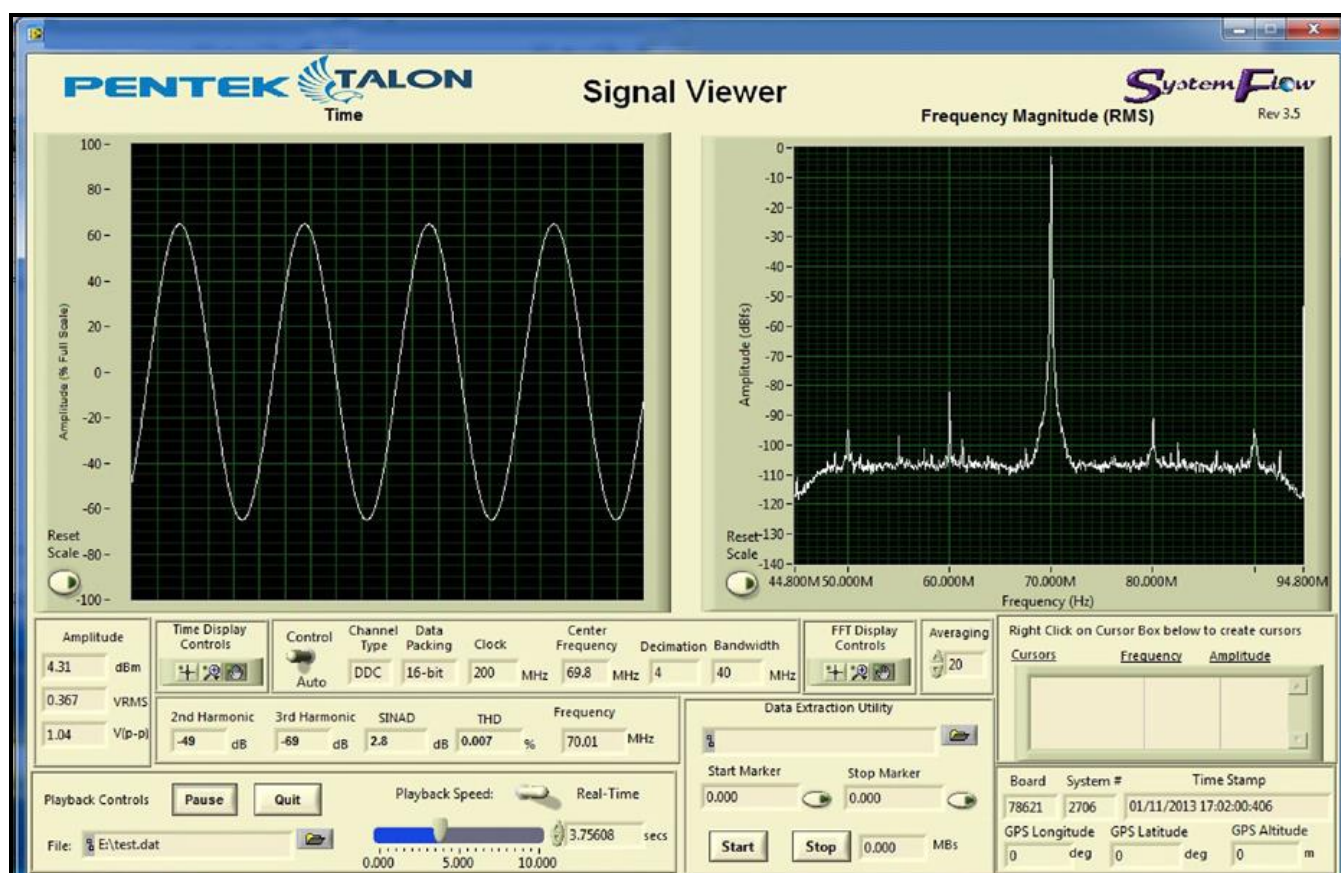 PENTEK TALON
Signal Viewer
SystemFlow
Rev 3.5
Time
100
80
60
40
20
0
-20
-40
-60
-80
-100
Amplitude (% Full Scale)
Reset
Scale
Frequency Magnitude (RMS)
0
-10
-20
-30
-40
-50
-60
-70
-80
-90
-100
-110
-120
-130
-140
Amplitude (dBfs)
Reset
Scale
44.800M 50.000M 60.000M 70.000M 80.000M 94.800M
Frequency (Hz)
Amplitude
4.31 dBm
0.367 VRMS
1.04 V(p-p)
Time Display
Controls
Control
Auto
Channel Type
DDC
Data Packing
16-bit
Clock
200 MHz
Center Frequency
69.8 MHz
Decimation
4
Bandwidth
40 MHz
FFT Display
Controls
Averaging
20
Right Click on Cursor Box below to create cursors
Cursors Frequency Amplitude
2nd Harmonic
-49 dB
3rd Harmonic
-69 dB
SINAD
2.8 dB
THD
0.007 %
Frequency
70.01 MHz
Data Extraction Utility
Start Marker
0.000
Stop Marker
0.000
Start Stop 0.000 MBs
Playback Controls
Pause Quit
Playback Speed: Real-Time
File: E:\test.dat
0.000 5.000 10.000
3.75608 secs
Board System # Time Stamp
78621 2706 01/11/2013 17:02:00:406
GPS Longitude GPS Latitude GPS Altitude
0 deg 0 deg 0 m